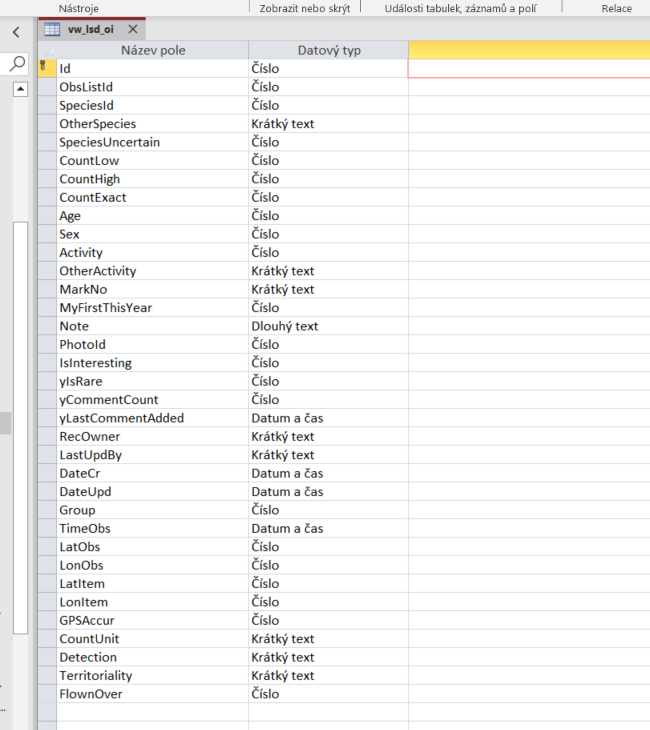 Nástroje Zobrazit nebo skrýt Události tabulek, záznamů a polí Relace
vw_lsd_oi
Název pole Datový typ
Id Číslo
ObsListId Číslo
SpeciesId Číslo
OtherSpecies Krátký text
SpeciesUncertain Číslo
CountLow Číslo
CountHigh Číslo
CountExact Číslo
Age Číslo
Sex Číslo
Activity Číslo
OtherActivity Krátký text
MarkNo Krátký text
MyFirstThisYear Číslo
Note Dlouhý text
PhotoId Číslo
IsInteresting Číslo
yIsRare Číslo
yCommentCount Číslo
yLastCommentAdded Datum a čas
RecOwner Krátký text
LastUpdBy Krátký text
DateCr Datum a čas
DateUpd Datum a čas
Group Číslo
TimeObs Datum a čas
LatObs Číslo
LonObs Číslo
LatItem Číslo
LonItem Číslo
GPSAccur Číslo
CountUnit Krátký text
Detection Krátký text
Territoriality Krátký text
FlownOver Číslo